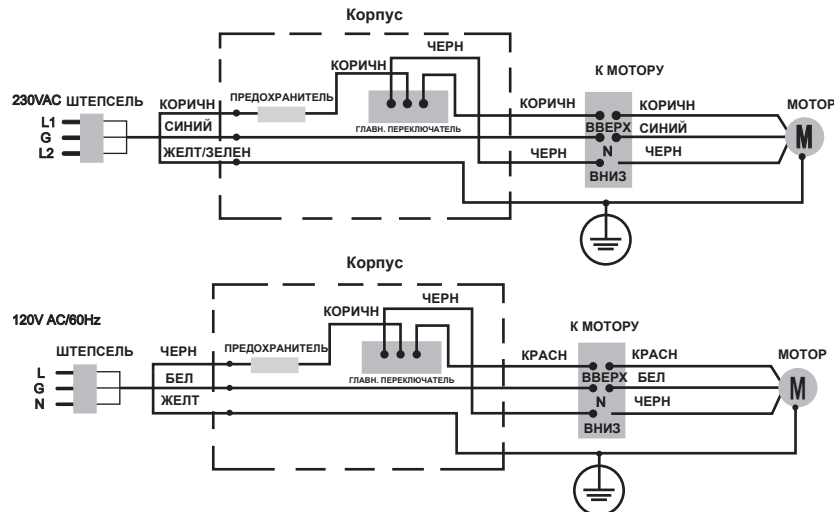 Корпус
ЧЕРН
КОРИЧН
К МОТОРУ
230VAC ШТЕПСЕЛЬ
КОРИЧН
ПРЕДОХРАНИТЕЛЬ
КОРИЧН
КОРИЧН
МОТОР
L1
СИНИЙ
ГЛАВН. ПЕРЕКЛЮЧАТЕЛЬ
ВВЕРХ
СИНИЙ
G
M
L2
ЖЕЛТ/ЗЕЛЕН
ЧЕРН
N
ЧЕРН
ВНИЗ
Корпус
ЧЕРН
120V AC/60Hz
КОРИЧН
К МОТОРУ
ШТЕПСЕЛЬ
ЧЕРН
ПРЕДОХРАНИТЕЛЬ
КРАСН
КРАСН
МОТОР
L
БЕЛ
ГЛАВН. ПЕРЕКЛЮЧАТЕЛЬ
ВВЕРХ
БЕЛ
G
M
N
ЖЕЛТ
N
ЧЕРН
ВНИЗ